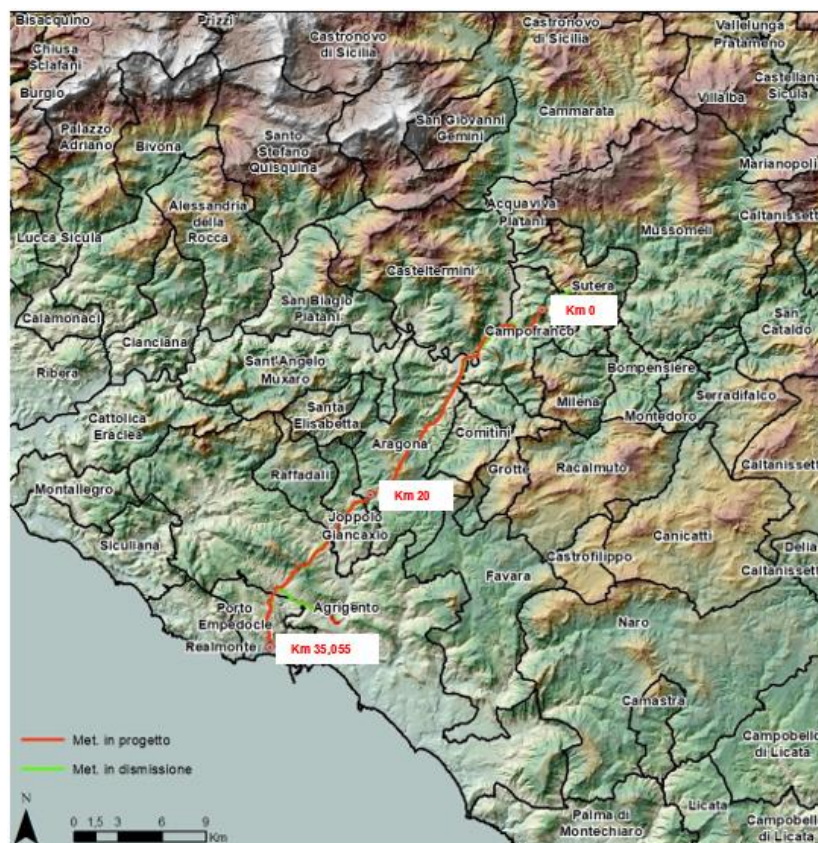 Bisacquino
Prizzi
Castronovo
di Sicilia
Castronovo
di Sicilia
Vallelunga
Pratameno
Chiusa
Sclafani
Burgio
Castellana
Sicula
Villalba
Cammarata
San Giovanni
Gemini
Palazzo
Adriano
Bivona
Santo
Stefano
Quisquina
Marianopoli
Alessandria
della
Rocca
Acquaviva
Platani
Caltanissett
Mussomeli
Lucca Sicula
Casteltermini
Sutera
San Biagio
Platani
Km 0
Calamonaci
Cianciana
Campofranco
San
Cataldo
Ribera
Sant'Angelo
Muxaro
Bompensiere
Serradifalco
Milena
Montedoro
Cattolica
Eraclea
Santa
Elisabetta
Aragona
Comitini
Grotte
Racalmuto
Caltanissett
Raffadali
Montallegro
Km 20
Joppolo
Giancaxio
Canicatti
Siculiana
Castrofilippo
Delia
Caltanissett
Favara
Porto
Empedocle
Agrigento
Naro
Realmonte
Km 35,055
Camastra
Met. in progetto
Campobello
di Licata
Met. in dismissione
N
0 1,5 3 6 9
Km
Palma di
Montechiaro
Licata
Campobello
di Licata